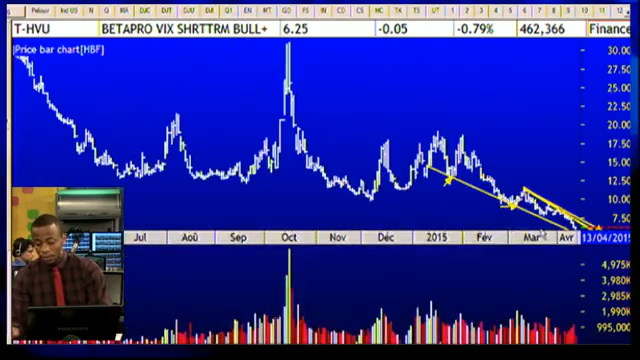 T-HVU BETAPRO VIX SHRTTRM BULL+ 6.25 -0.05 -0.79% 462,366 Finance
Price bar chart[HBF]
30.00
27.50
25.00
22.50
20.00
17.50
15.00
12.50
10.00
7.50
Jul Aoû Sep Oct Nov Déc 2015 Fév Mar Avr 13/04/2015
4,975K
3,980K
2,985K
1,990K
995.0K